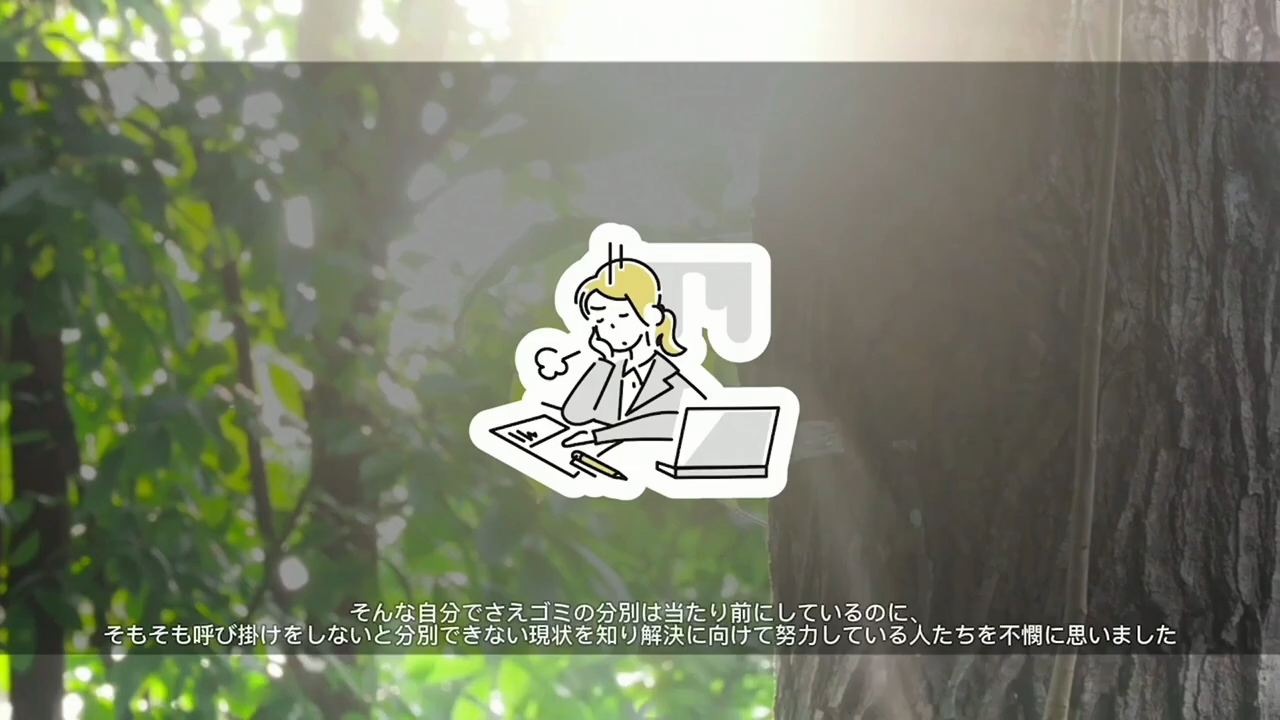 そんな自分でさえゴミの分別は当たり前にしているのに、
そもそも呼び掛けをしないと分別できない現状を知り解決に向けて努力している人たちを不憫に思いました